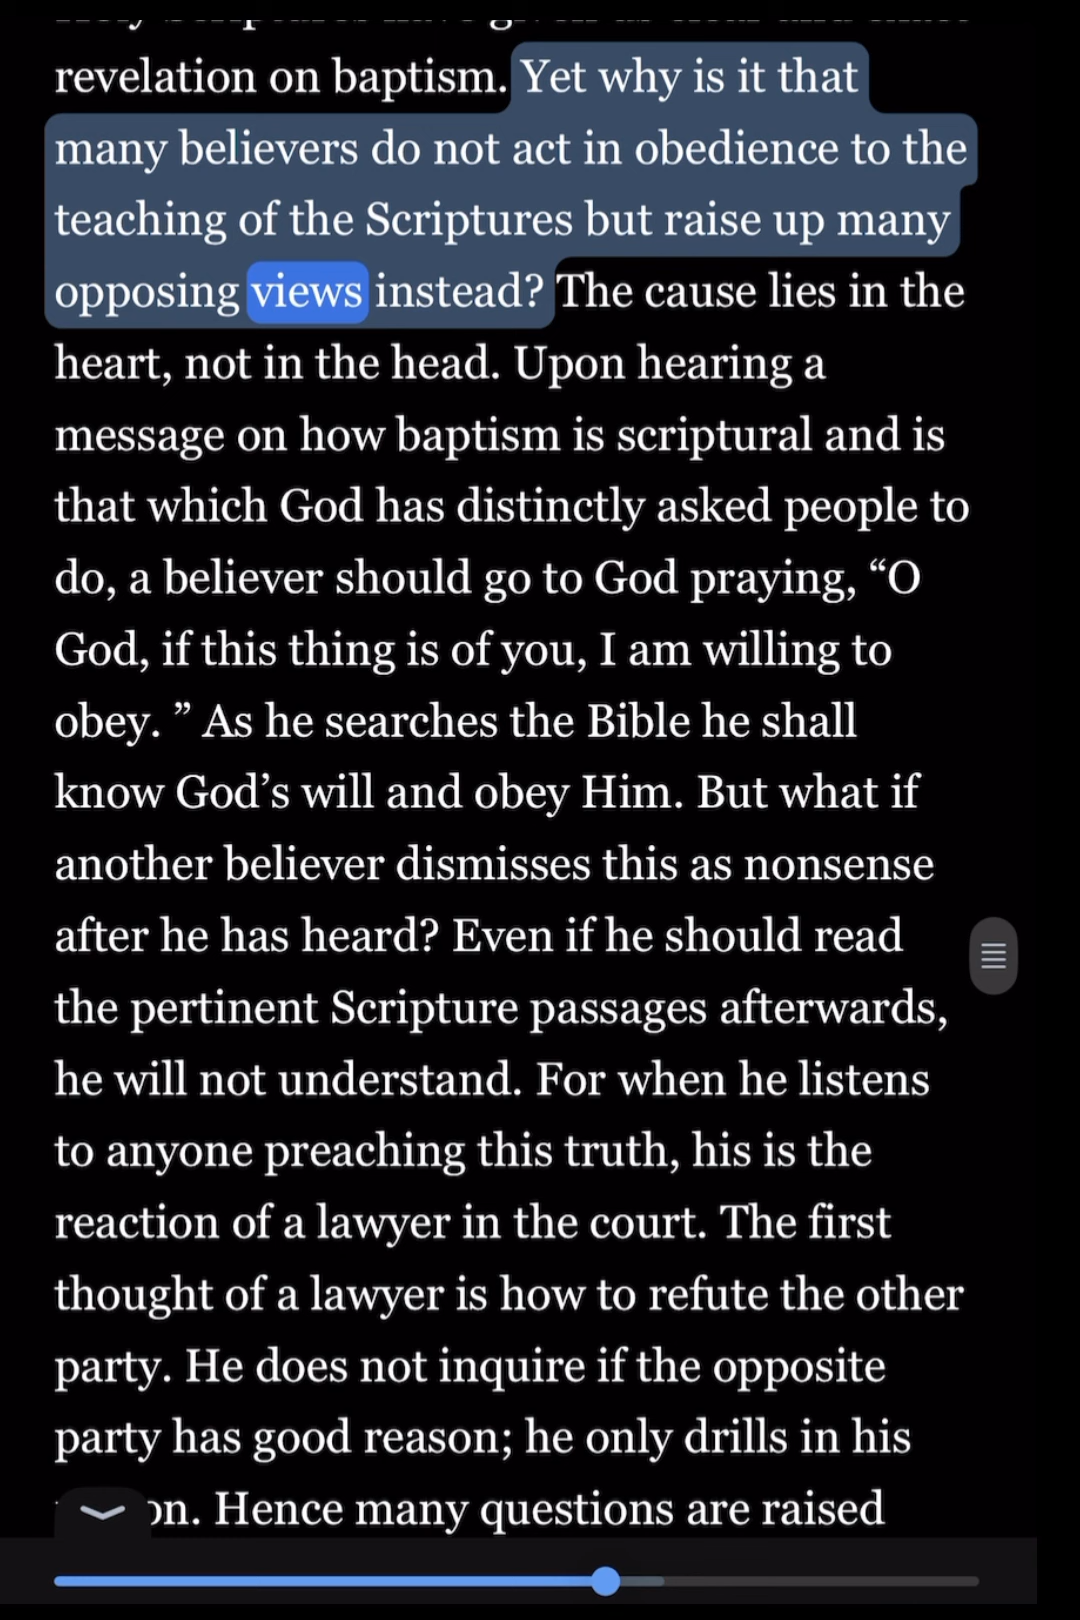 revelation on baptism. Yet why is it that
many believers do not act in obedience to the
teaching of the Scriptures but raise up many
opposing views instead? The cause lies in the
heart, not in the head. Upon hearing a
message on how baptism is scriptural and is
that which God has distinctly asked people to
do, a believer should go to God praying, “O
God, if this thing is of you, I am willing to
obey. ” As he searches the Bible he shall
know God’s will and obey Him. But what if
another believer dismisses this as nonsense
after he has heard? Even if he should read
the pertinent Scripture passages afterwards,
he will not understand. For when he listens
to anyone preaching this truth, his is the
reaction of a lawyer in the court. The first
thought of a lawyer is how to refute the other
party. He does not inquire if the opposite
party has good reason; he only drills in his
on. Hence many questions are raised